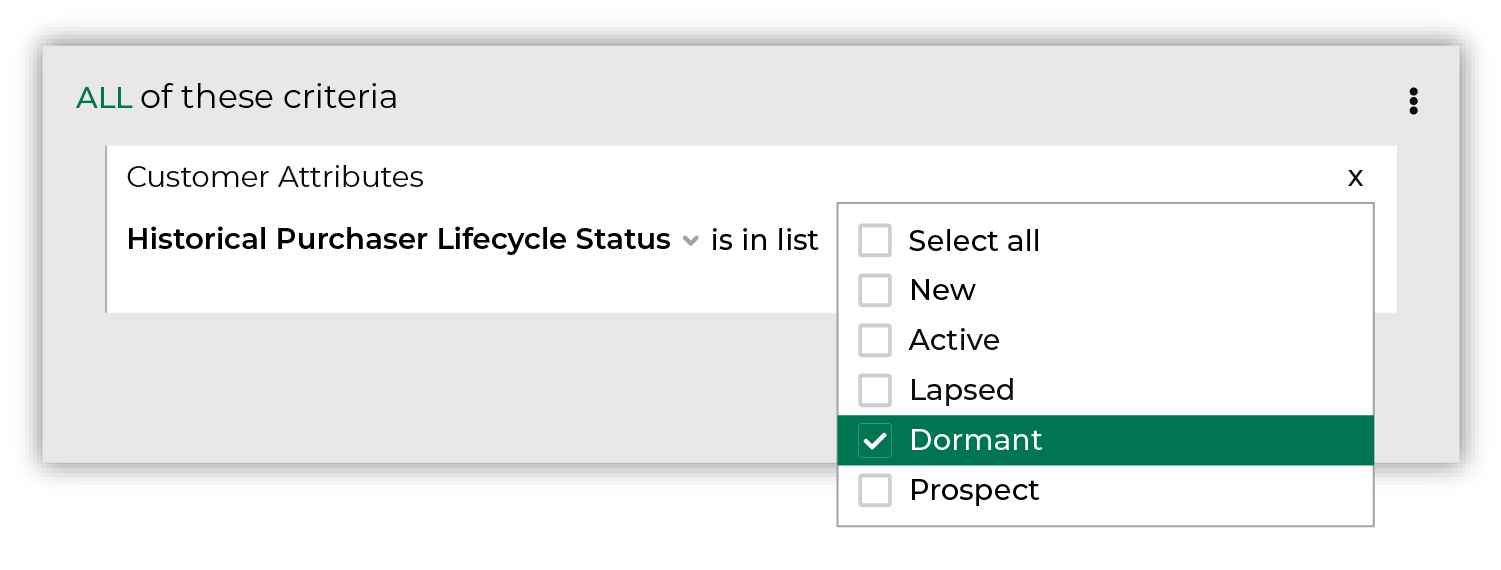 ALL of these criteria
Customer Attributes
x
Historical Purchaser Lifecycle Status is in list
Select all
New
Active
Lapsed
Dormant
Prospect